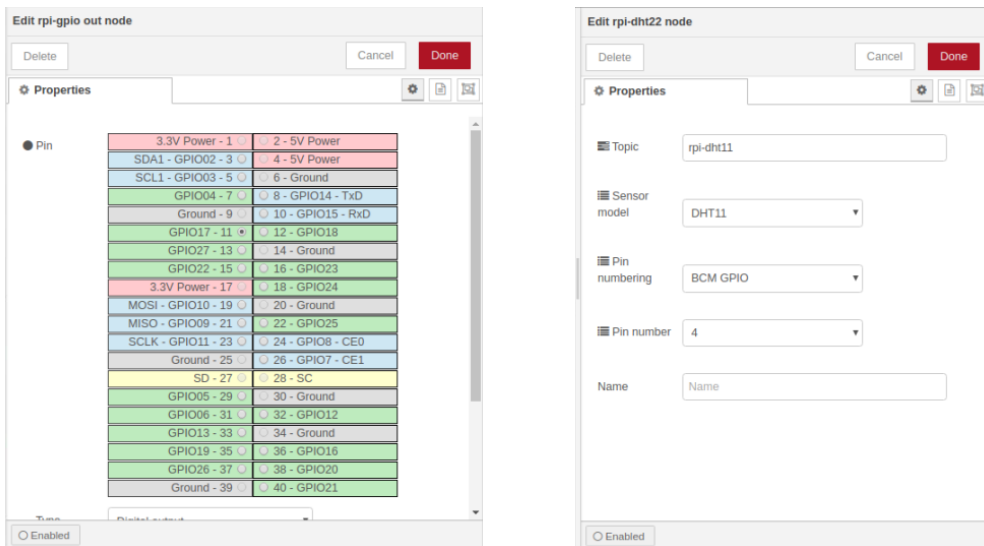 Edit rpi-gpio out node
Delete Cancel Done
Properties
Pin
3.3V Power - 1 2 - 5V Power
SDA1 - GPIO02 - 3 4 - 5V Power
SCL1 - GPIO03 - 5 6 - Ground
GPIO04 - 7 8 - GPIO14 - TxD
Ground - 9 10 - GPIO15 - RxD
GPIO17 - 11 12 - GPIO18
GPIO27 - 13 14 - Ground
GPIO22 - 15 16 - GPIO23
3.3V Power - 17 18 - GPIO24
MOSI - GPIO10 - 19 20 - Ground
MISO - GPIO09 - 21 22 - GPIO25
SCLK - GPIO11 - 23 24 - GPIO8 - CE0
Ground - 25 26 - GPIO7 - CE1
SD - 27 28 - SC
GPIO05 - 29 30 - Ground
GPIO06 - 31 32 - GPIO12
GPIO13 - 33 34 - Ground
GPIO19 - 35 36 - GPIO16
GPIO26 - 37 38 - GPIO20
Ground - 39 40 - GPIO21
Type Digital output
Enabled
Edit rpi-dht22 node
Delete Cancel Done
Properties
Topic rpi-dht11
Sensor
model DHT11
Pin
numbering BCM GPIO
Pin number 4
Name Name
Enabled